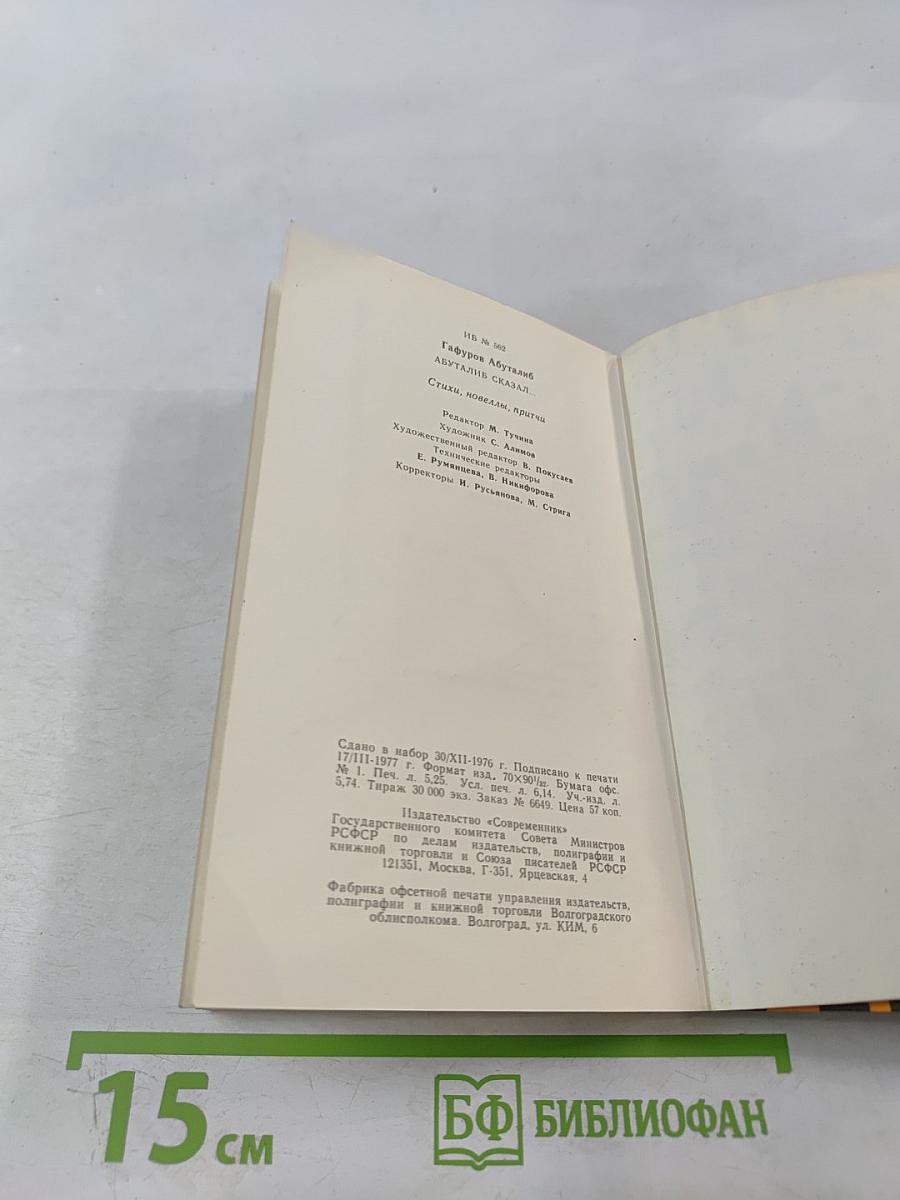 ИБ № 562
Гафуров Абуталиб
АБУТАЛИБ СКАЗАЛ...
Стихи, новеллы, притчи
Редактор М. Тучина
Художник С. Алимов
Художественный редактор В. Покусаев
Технические редакторы
Е. Румянцева, В. Никифорова
Корректоры И. Русьянова, М. Стрига
Сдано в набор 30/XII-1976 г. Подписано к печати
17/III-1977 г. Формат изд. 70×90 1/32. Бумага офс.
№ 1. Печ. л. 5,25. Усл. печ. л. 6,14. Уч.-изд. л.
5,74. Тираж 30 000 экз. Заказ № 6649. Цена 57 коп.
Издательство «Современник»
Государственного комитета Совета Министров
РСФСР по делам издательств, полиграфии и
книжной торговли и Союза писателей РСФСР
121351, Москва, Г-351, Ярцевская, 4
Фабрика офсетной печати управления издательств,
полиграфии и книжной торговли Волгоградского
облисполкома. Волгоград, ул. КИМ, 6
15 см
БФ БИБЛИОФАН